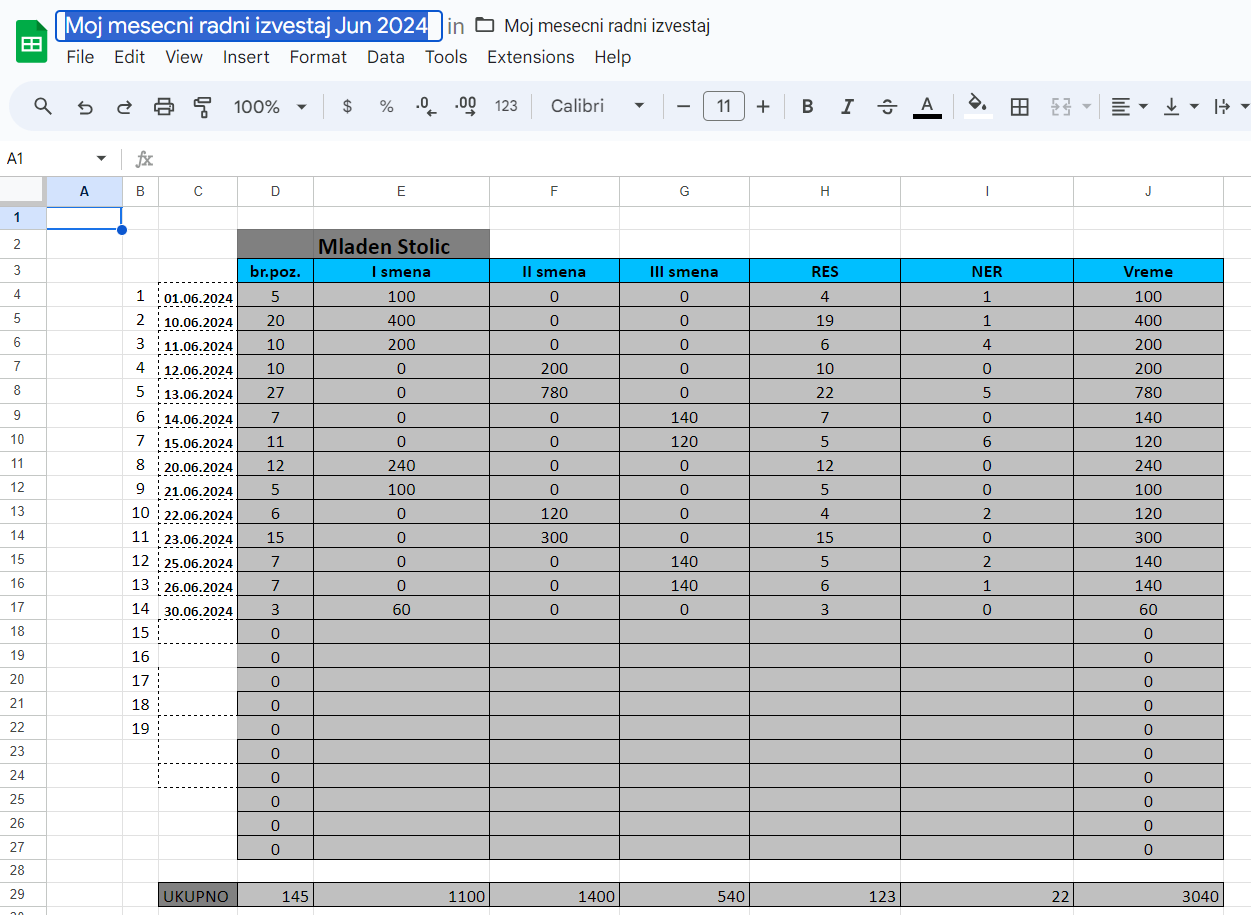 Moj mesecni radni izvestaj Jun 2024 in Moj mesecni radni izvestaj
File Edit View Insert Format Data Tools Extensions Help
100% $ % .0 .00 123 Calibri 11 B I S A
A1 fx
A B C D E F G H I J
1
2 Mladen Stolic
3 br.poz. I smena II smena III smena RES NER Vreme
4 1 01.06.2024 5 100 0 0 4 1 100
5 2 10.06.2024 20 400 0 0 19 1 400
6 3 11.06.2024 10 200 0 0 6 4 200
7 4 12.06.2024 10 0 200 0 10 0 200
8 5 13.06.2024 27 0 780 0 22 5 780
9 6 14.06.2024 7 0 0 140 7 0 140
10 7 15.06.2024 11 0 0 120 5 6 120
11 8 20.06.2024 12 240 0 0 12 0 240
12 9 21.06.2024 5 100 0 0 5 0 100
13 10 22.06.2024 6 0 120 0 4 2 120
14 11 23.06.2024 15 0 300 0 15 0 300
15 12 25.06.2024 7 0 0 140 5 2 140
16 13 26.06.2024 7 0 0 140 6 1 140
17 14 30.06.2024 3 60 0 0 3 0 60
18 15 0 0
19 16 0 0
20 17 0 0
21 18 0 0
22 19 0 0
23 0 0
24 0 0
25 0 0
26 0 0
27 0 0
28
29 UKUPNO 145 1100 1400 540 123 22 3040